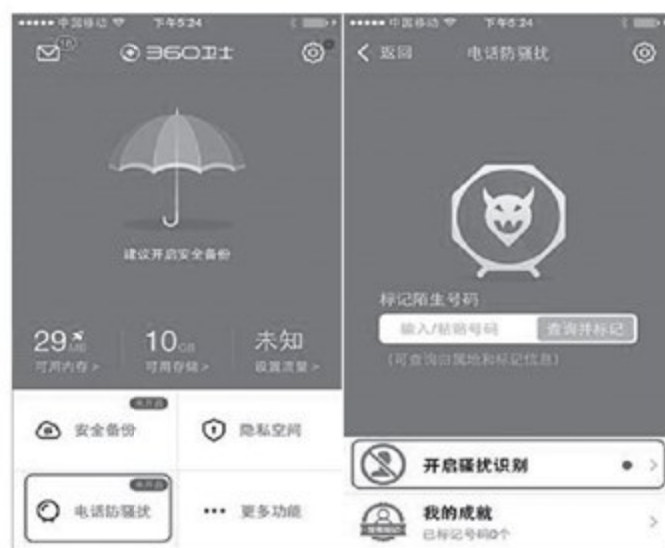 中国移动 下午5:24
360卫士
建议开启安全备份
29MB
可用内存 >
10GB
可用存储 >
未知
设置流量 >
未开启
安全备份
隐私空间
未开启
电话防骚扰
更多功能
中国移动 下午5:24
返回 电话防骚扰
标记陌生号码
输入/粘贴号码 查询并标记
(可查询归属地和标记信息)
开启骚扰识别
我的成就
已标记号码0个